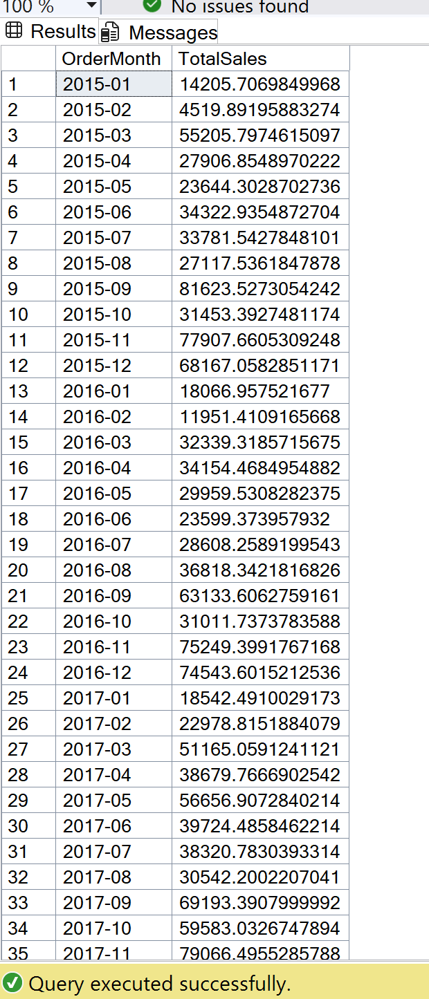 100 % No issues found
Results Messages
OrderMonth TotalSales
1 2015-01 14205.7069849968
2 2015-02 4519.89195883274
3 2015-03 55205.7974615097
4 2015-04 27906.8548970222
5 2015-05 23644.3028702736
6 2015-06 34322.9354872704
7 2015-07 33781.5427848101
8 2015-08 27117.5361847878
9 2015-09 81623.5273054242
10 2015-10 31453.3927481174
11 2015-11 77907.6605309248
12 2015-12 68167.0582851171
13 2016-01 18066.957521677
14 2016-02 11951.4109165668
15 2016-03 32339.3185715675
16 2016-04 34154.4684954882
17 2016-05 29959.5308282375
18 2016-06 23599.373957932
19 2016-07 28608.2589199543
20 2016-08 36818.3421816826
21 2016-09 63133.6062759161
22 2016-10 31011.7373783588
23 2016-11 75249.3991767168
24 2016-12 74543.6015212536
25 2017-01 18542.4910029173
26 2017-02 22978.8151884079
27 2017-03 51165.0591241121
28 2017-04 38679.7666902542
29 2017-05 56656.9072840214
30 2017-06 39724.4858462214
31 2017-07 38320.7830393314
32 2017-08 30542.2002207041
33 2017-09 69193.3907999992
34 2017-10 59583.0326747894
35 2017-11 79066.4955285788
Query executed successfully.